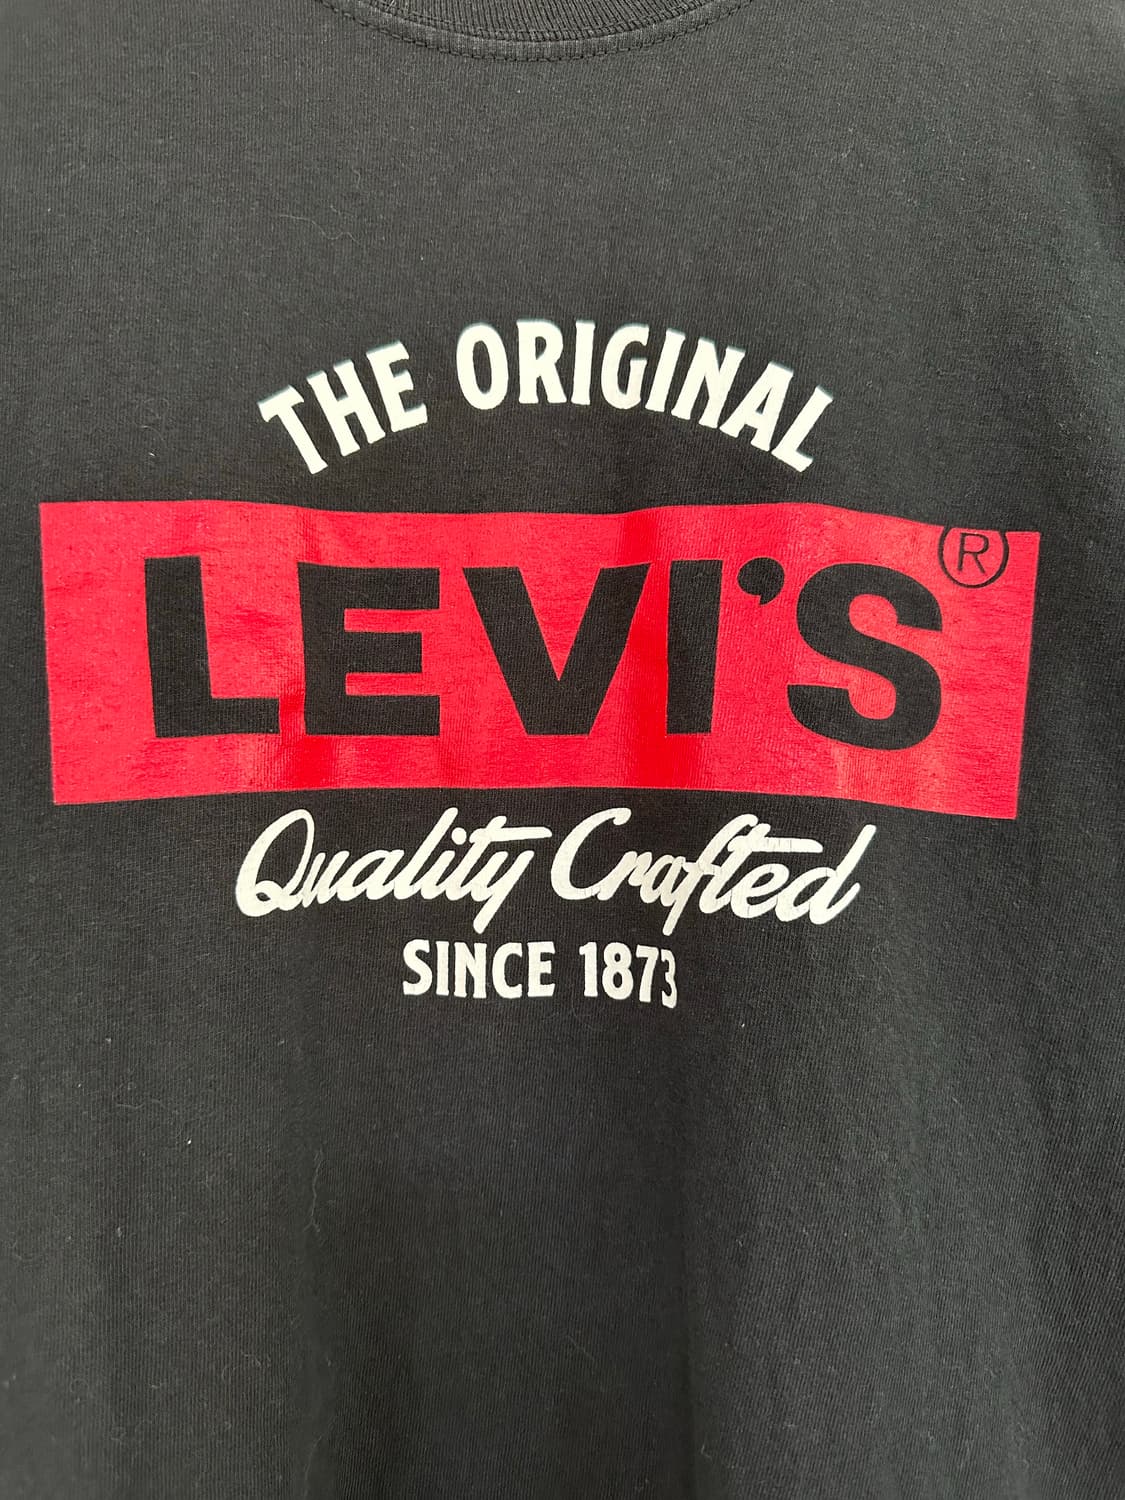 THE ORIGINAL
LEVI'S®
Quality Crafted
SINCE 1873